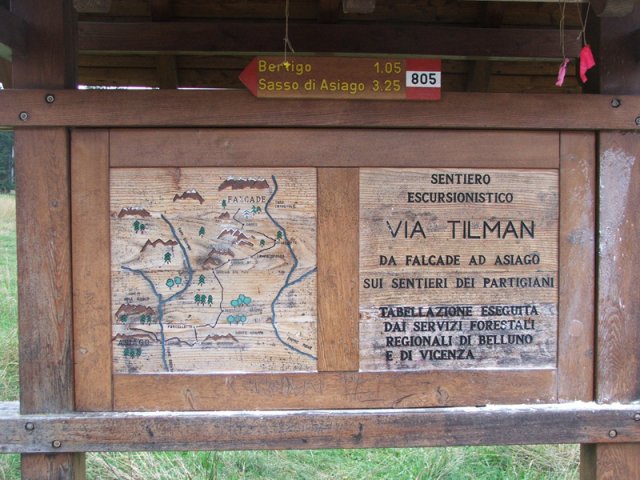 Bertigo 1.05
Sasso di Asiago 3.25
805
FALCADE
ASIAGO
SENTIERO
ESCURSIONISTICO
VIA TILMAN
DA FALCADE AD ASIAGO
SUI SENTIERI DEI PARTIGIANI
TABELLAZIONE ESEGUITA
DAI SERVIZI FORESTALI
REGIONALI DI BELLUNO
E DI VICENZA